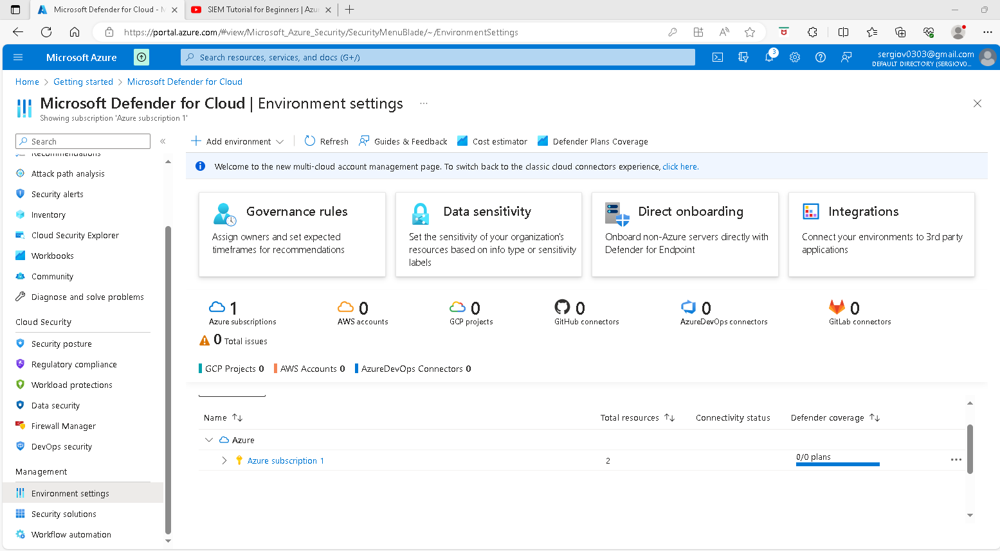 Microsoft Defender for Cloud - M
SIEM Tutorial for Beginners | Azu
https://portal.azure.com/#view/Microsoft_Azure_Security/SecurityMenuBlade/~/EnvironmentSettings
Microsoft Azure
Search resources, services, and docs (G+/)
3
sergiov0303@gmail.com
DEFAULT DIRECTORY (SERGIOV0...
Home > Getting started > Microsoft Defender for Cloud
Microsoft Defender for Cloud | Environment settings ...
Showing subscription 'Azure subscription 1'
Search
Recommendations
Attack path analysis
Security alerts
Inventory
Cloud Security Explorer
Workbooks
Community
Diagnose and solve problems
Cloud Security
Security posture
Regulatory compliance
Workload protections
Data security
Firewall Manager
DevOps security
Management
Environment settings
Security solutions
Workflow automation
Add environment
Refresh
Guides & Feedback
Cost estimator
Defender Plans Coverage
Welcome to the new multi-cloud account management page. To switch back to the classic cloud connectors experience, click here.
Governance rules
Assign owners and set expected
timeframes for recommendations
Data sensitivity
Set the sensitivity of your organization's
resources based on info type or sensitivity
labels
Direct onboarding
Onboard non-Azure servers directly with
Defender for Endpoint
Integrations
Connect your environments to 3rd party
applications
1
Azure subscriptions
0
AWS accounts
0
GCP projects
0
GitHub connectors
0
AzureDevOps connectors
0
GitLab connectors
0 Total issues
GCP Projects 0
AWS Accounts 0
AzureDevOps Connectors 0
Name
Total resources
Connectivity status
Defender coverage
Azure
Azure subscription 1
2
0/0 plans